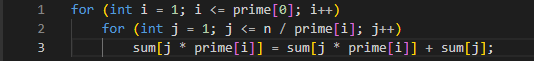 1 for (int i = 1; i <= prime[0]; i++)
2 for (int j = 1; j <= n / prime[i]; j++)
3 sum[j * prime[i]] = sum[j * prime[i]] + sum[j];